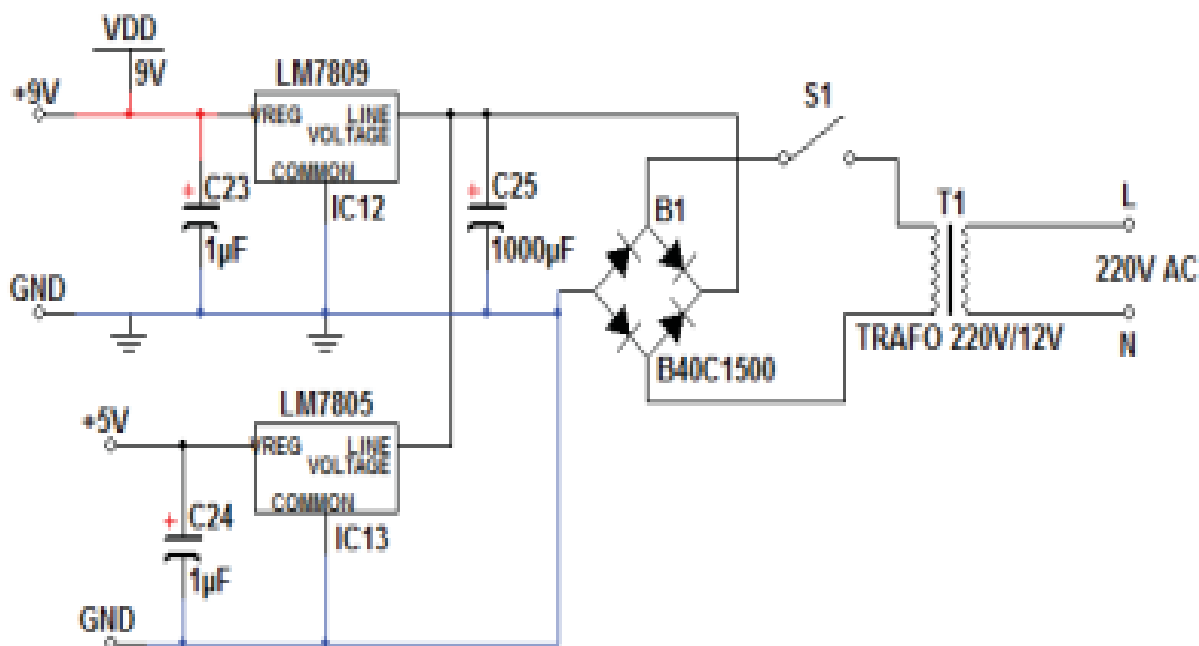 VDD
9V
+9V
LM7809
VREG LINE
VOLTAGE
COMMON
S1
+ C23
1µF
IC12
+ C25
1000µF
B1
T1
L
220V AC
N
GND
TRAFO 220V/12V
B40C1500
LM7805
+5V
VREG LINE
VOLTAGE
COMMON
+ C24
1µF
IC13
GND